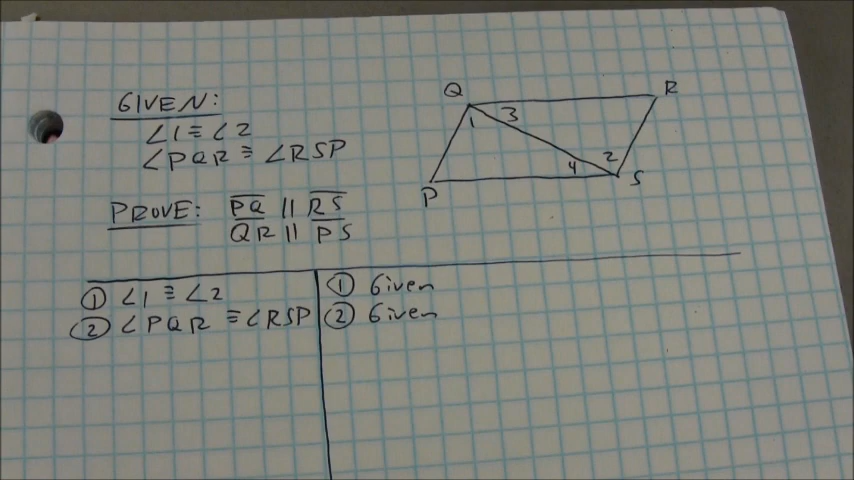 GIVEN:
∠1 ≅ ∠2
∠PQR ≅ ∠RSP
PROVE: PQ || RS
QR || PS
Q
R
1
3
4
2
P
S
① ∠1 ≅ ∠2
① Given
② ∠PQR ≅ ∠RSP
② Given